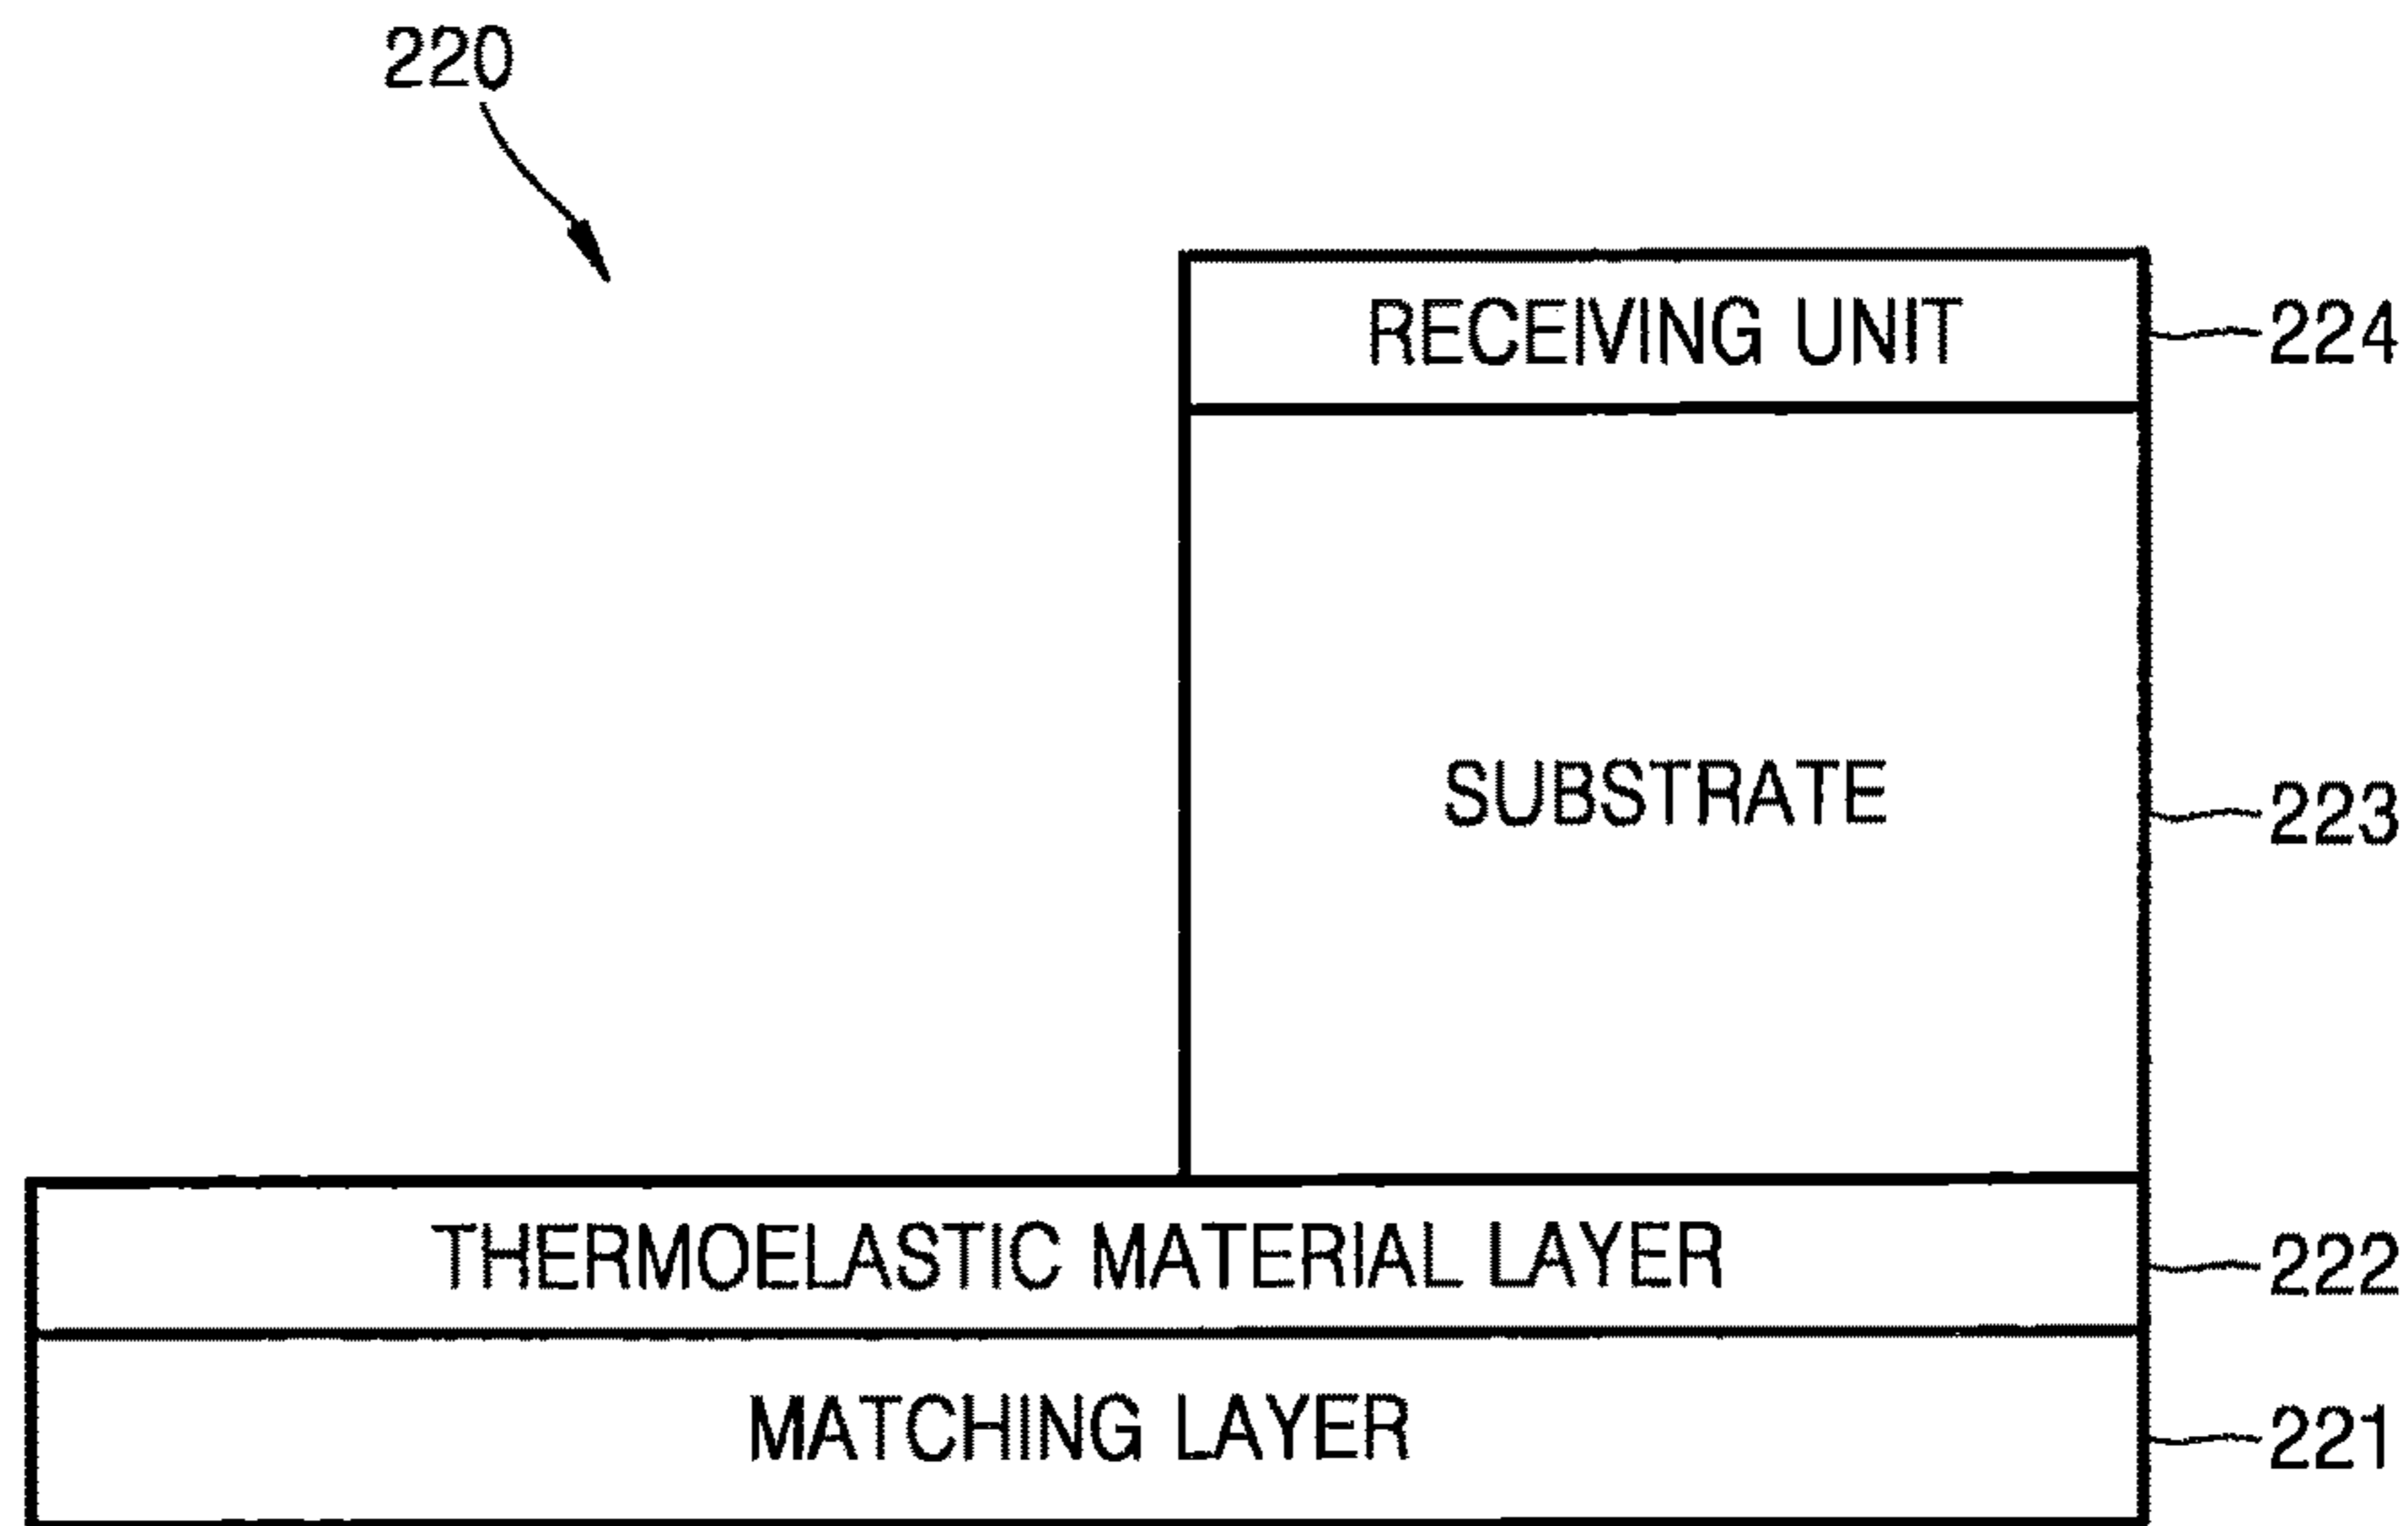 220
RECEIVING UNIT 224
SUBSTRATE 223
THERMOELASTIC MATERIAL LAYER 222
MATCHING LAYER 221